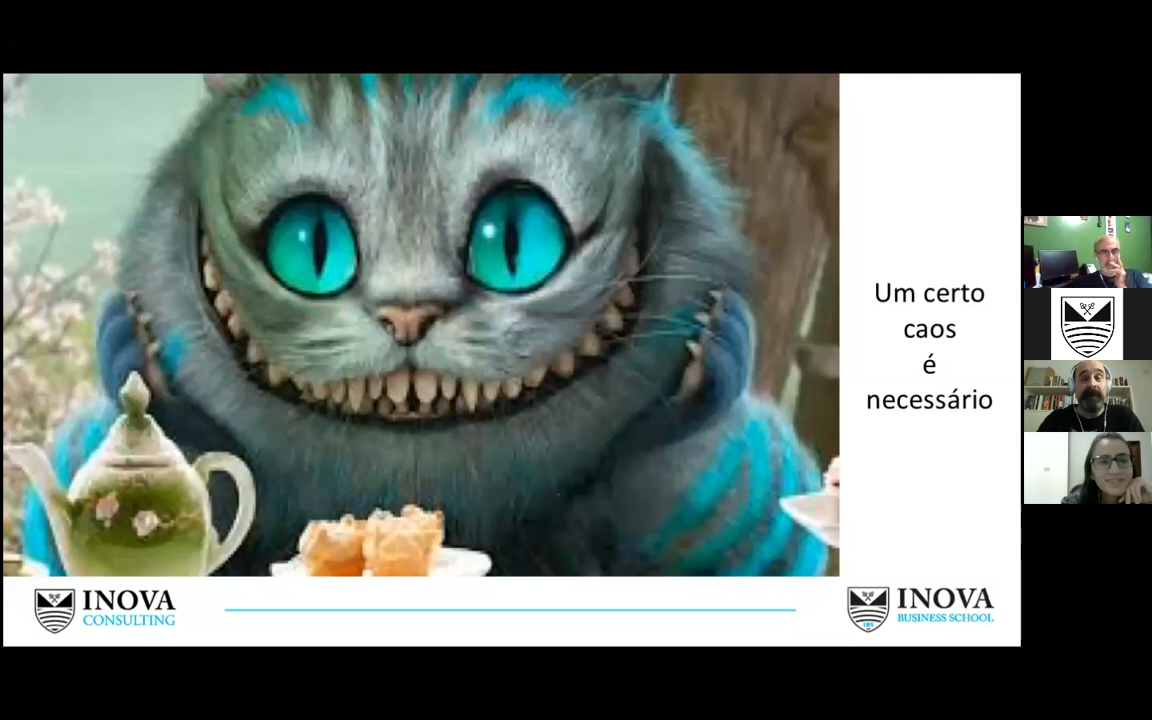 Um certo
caos
é
necessário
INOVA
CONSULTING
INOVA
BUSINESS SCHOOL